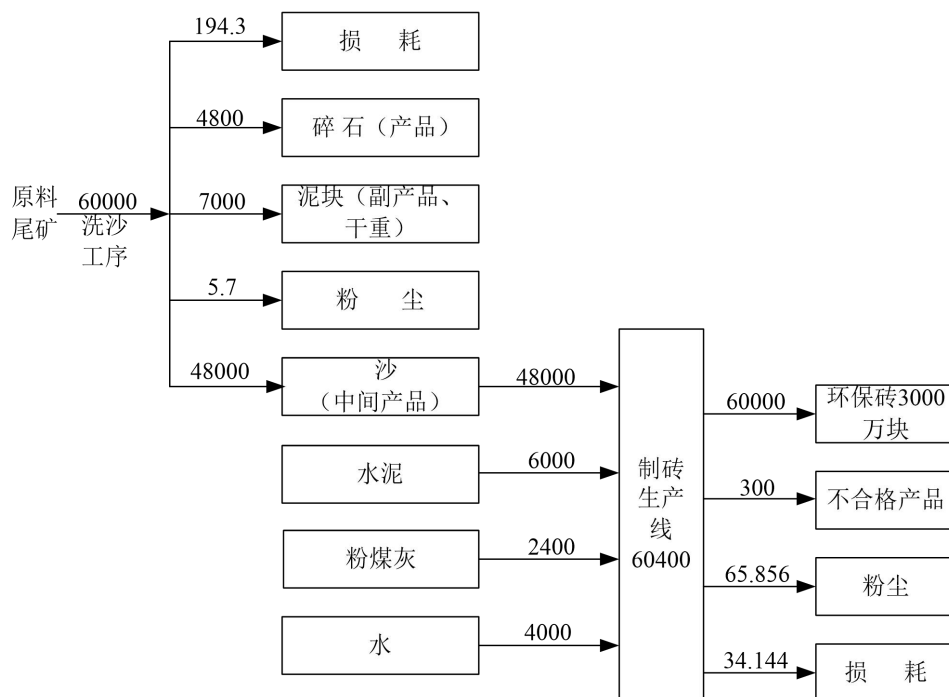 194.3
损 耗
4800
碎 石（产品）
原料
尾矿
60000
洗沙
工序
7000
泥块（副产品、
干重）
5.7
粉 尘
48000
沙
（中间产品）
48000
水泥
6000
粉煤灰
2400
水
4000
制砖
生产
线
60400
60000
环保砖3000
万块
300
不合格产品
65.856
粉尘
34.144
损 耗